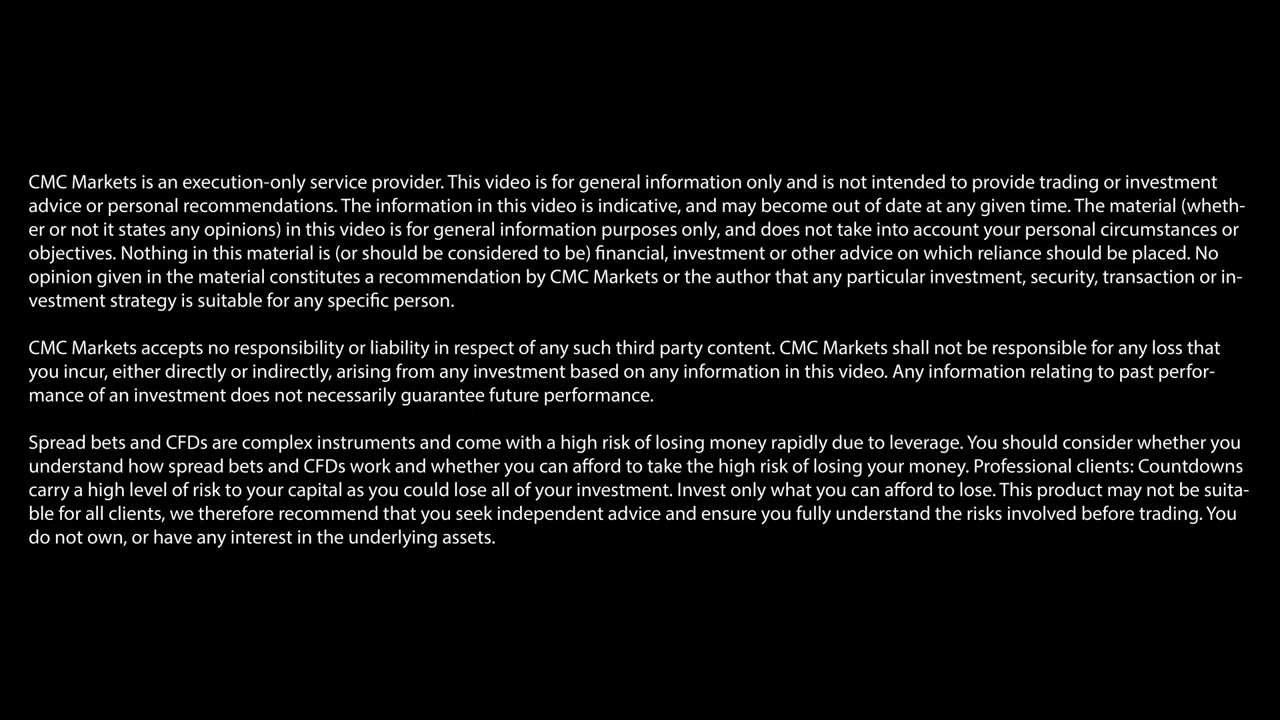 CMC Markets is an execution-only service provider. This video is for general information only and is not intended to provide trading or investment
advice or personal recommendations. The information in this video is indicative, and may become out of date at any given time. The material (wheth-
er or not it states any opinions) in this video is for general information purposes only, and does not take into account your personal circumstances or
objectives. Nothing in this material is (or should be considered to be) financial, investment or other advice on which reliance should be placed. No
opinion given in the material constitutes a recommendation by CMC Markets or the author that any particular investment, security, transaction or in-
vestment strategy is suitable for any specific person.
CMC Markets accepts no responsibility or liability in respect of any such third party content. CMC Markets shall not be responsible for any loss that
you incur, either directly or indirectly, arising from any investment based on any information in this video. Any information relating to past perfor-
mance of an investment does not necessarily guarantee future performance.
Spread bets and CFDs are complex instruments and come with a high risk of losing money rapidly due to leverage. You should consider whether you
understand how spread bets and CFDs work and whether you can afford to take the high risk of losing your money. Professional clients: Countdowns
carry a high level of risk to your capital as you could lose all of your investment. Invest only what you can afford to lose. This product may not be suita-
ble for all clients, we therefore recommend that you seek independent advice and ensure you fully understand the risks involved before trading. You
do not own, or have any interest in the underlying assets.